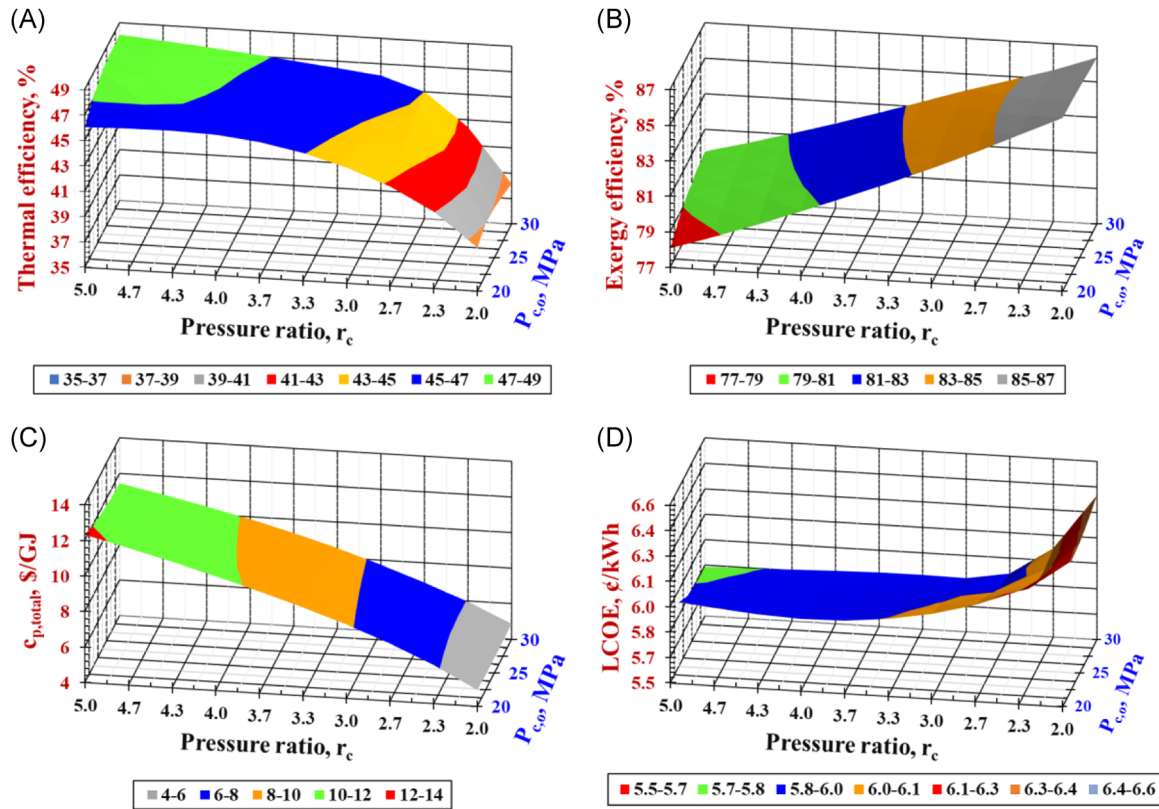 (A)
Thermal efficiency, %
49
47
45
43
41
39
37
35
5.0 4.7 4.3 4.0 3.7 3.3 3.0 2.7 2.3 2.0
Pressure ratio, rc
20 25 30
Pc,o, MPa
35-37 37-39 39-41 41-43 43-45 45-47 47-49
(B)
Exergy efficiency, %
87
85
83
81
79
77
5.0 4.7 4.3 4.0 3.7 3.3 3.0 2.7 2.3 2.0
Pressure ratio, rc
20 25 30
Pc,o, MPa
77-79 79-81 81-83 83-85 85-87
(C)
cp,total, $/GJ
14
12
10
8
6
4
5.0 4.7 4.3 4.0 3.7 3.3 3.0 2.7 2.3 2.0
Pressure ratio, rc
20 25 30
Pc,o, MPa
4-6 6-8 8-10 10-12 12-14
(D)
LCOE, ¢/kWh
6.6
6.4
6.3
6.1
6.0
5.8
5.7
5.5
5.0 4.7 4.3 4.0 3.7 3.3 3.0 2.7 2.3 2.0
Pressure ratio, rc
20 25 30
Pc,o, MPa
5.5-5.7 5.7-5.8 5.8-6.0 6.0-6.1 6.1-6.3 6.3-6.4 6.4-6.6